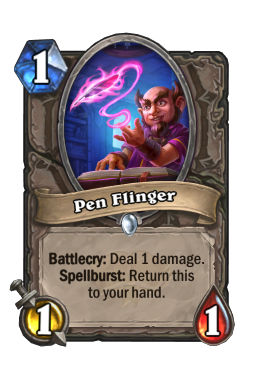 1
Pen Flinger
Battlecry: Deal 1 damage.
Spellburst: Return this
to your hand.
1 1